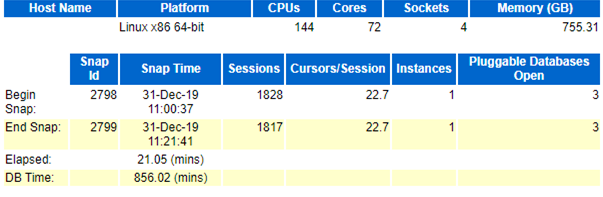 Host Name Platform CPUs Cores Sockets Memory (GB)
Linux x86 64-bit 144 72 4 755.31
Snap Id Snap Time Sessions Cursors/Session Instances Pluggable Databases Open
Begin Snap: 2798 31-Dec-19 11:00:37 1828 22.7 1 3
End Snap: 2799 31-Dec-19 11:21:41 1817 22.7 1 3
Elapsed: 21.05 (mins)
DB Time: 856.02 (mins)